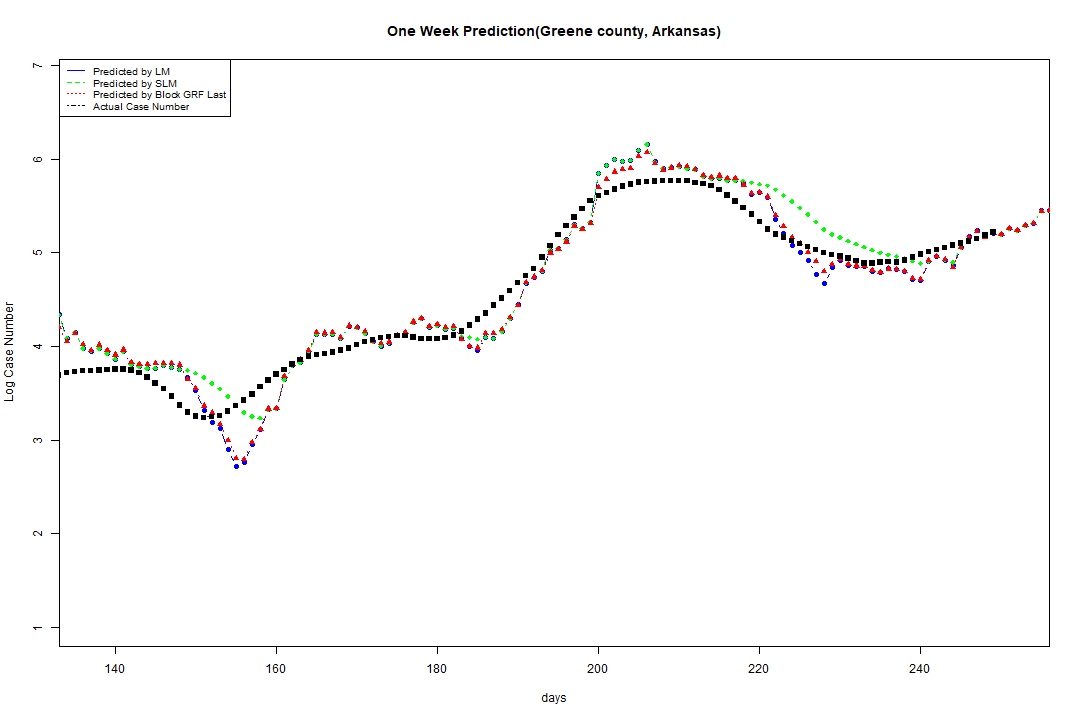 One Week Prediction(Greene county, Arkansas)
Predicted by LM
Predicted by SLM
Predicted by Block GRF Last
Actual Case Number
7
6
5
4
3
2
1
Log Case Number
140 160 180 200 220 240
days